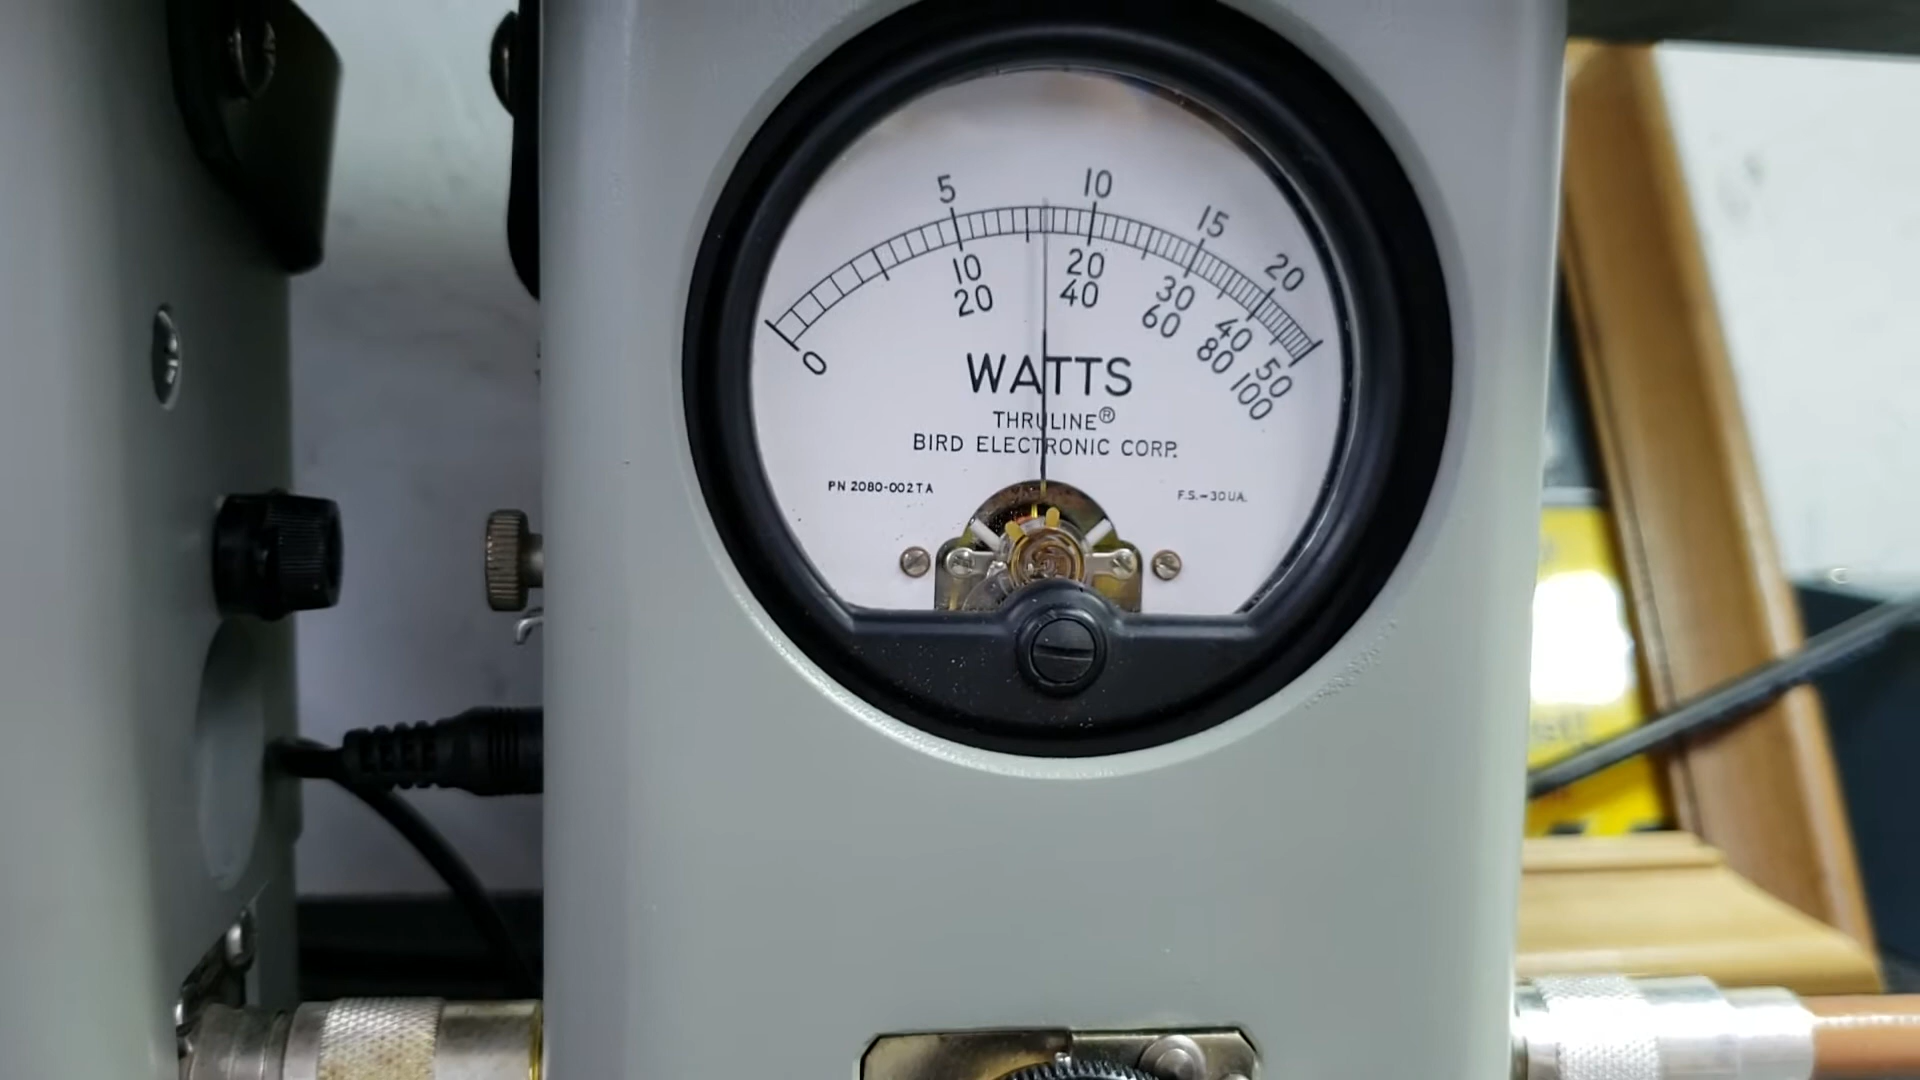 5 10 15 20
10 20 30 40 50
0 20 40 60 80 100
WATTS
THRULINE®
BIRD ELECTRONIC CORP.
PN 2080-002TA
F.S.-30UA.